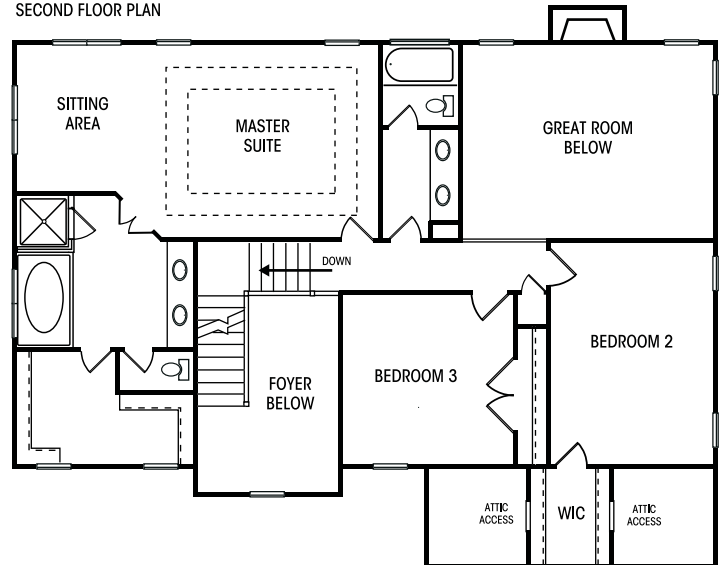 SECOND FLOOR PLAN
SITTING
AREA
MASTER
SUITE
GREAT ROOM
BELOW
DOWN
BEDROOM 2
BEDROOM 3
FOYER
BELOW
ATTIC
ACCESS
WIC
ATTIC
ACCESS